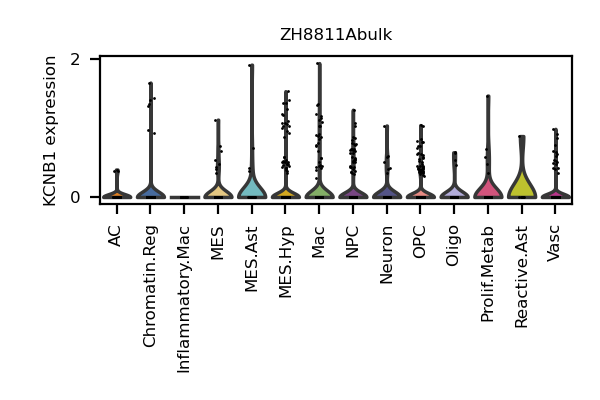 ZH8811Abulk
KCNB1 expression
2
0
AC
Chromatin.Reg
Inflammatory.Mac
MES
MES.Ast
MES.Hyp
Mac
NPC
Neuron
OPC
Oligo
Prolif.Metab
Reactive.Ast
Vasc